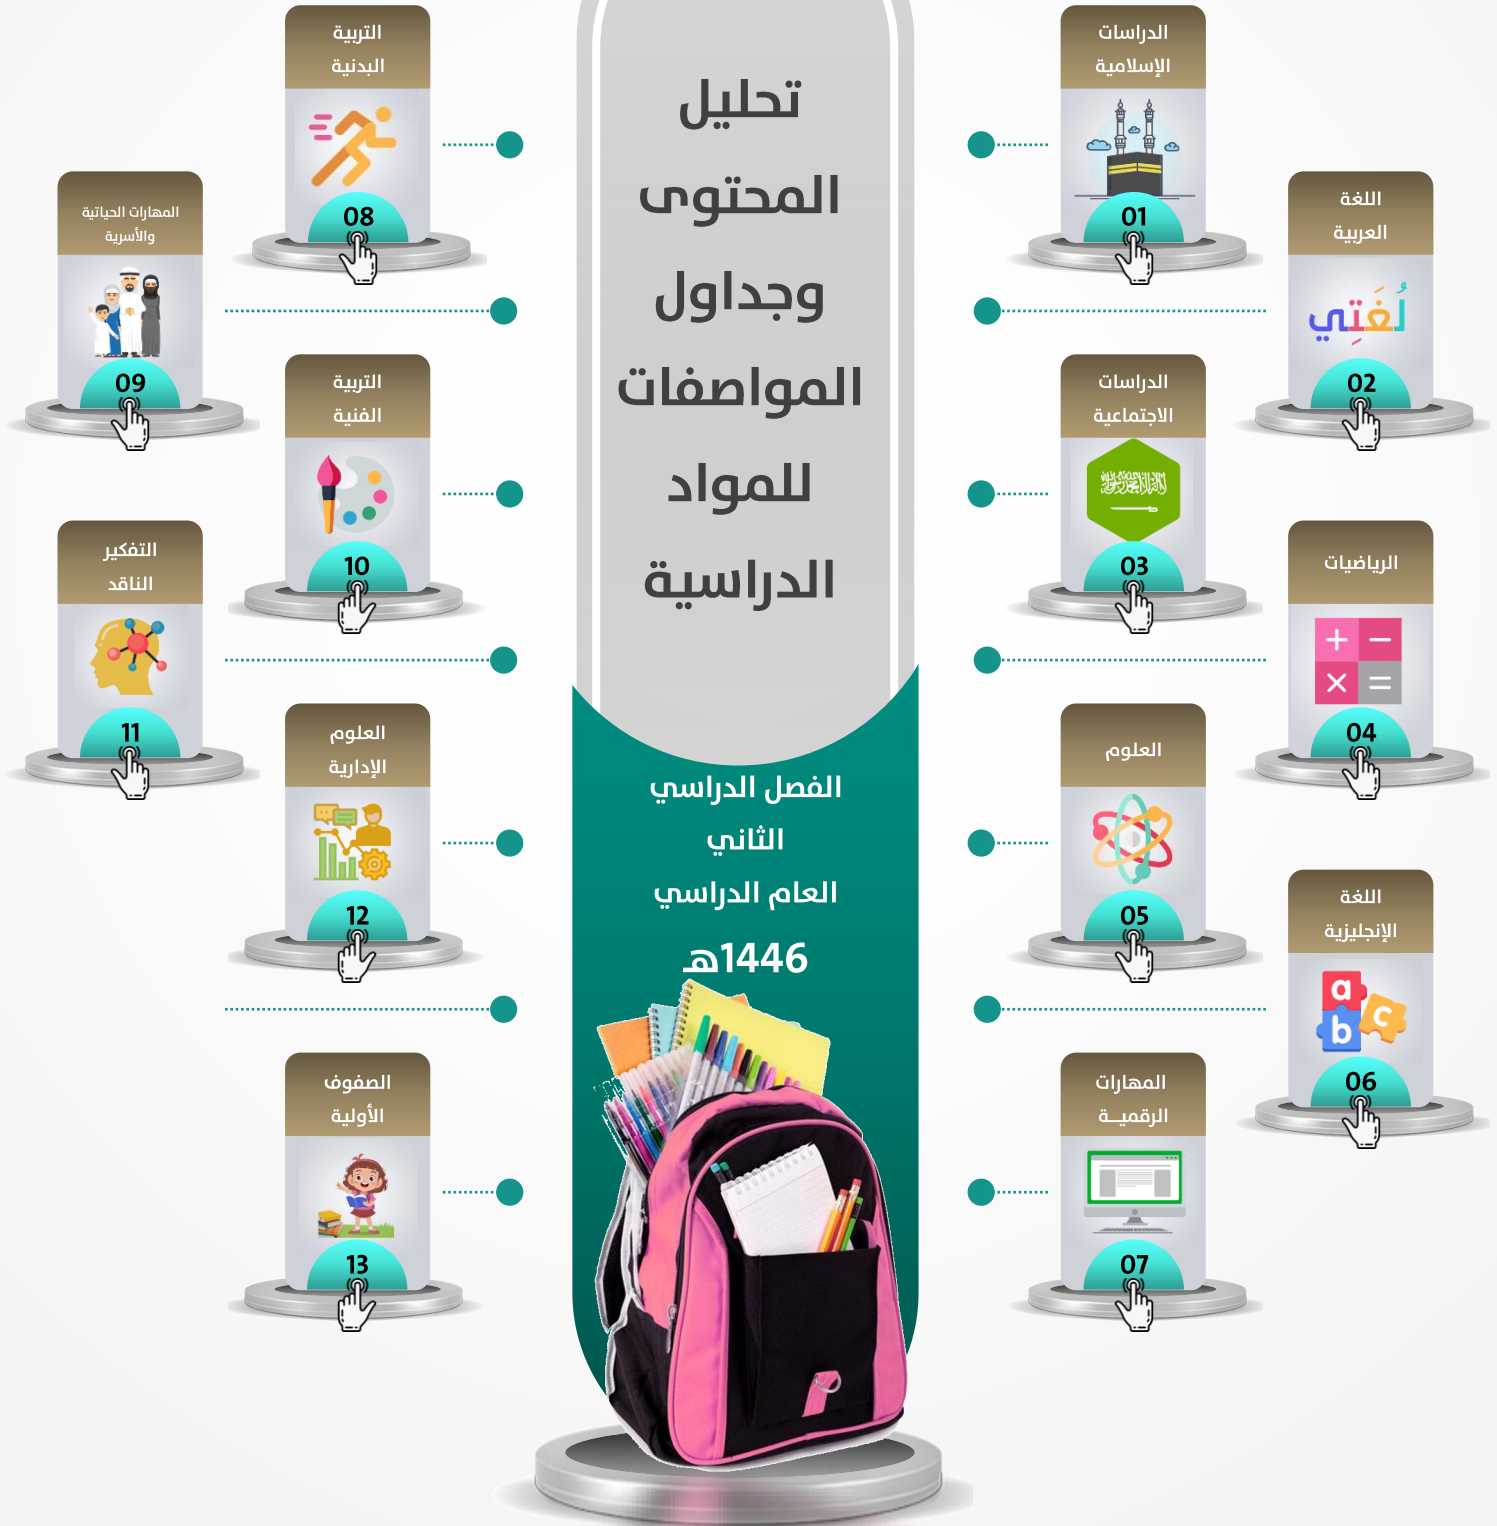 تحليل
المحتوى
وجداول
المواصفات
للمواد
الدراسية
الفصل الدراسي
الثاني
العام الدراسي
1446هـ
الدراسات
الإسلامية
01
اللغة
العربية
لُغَتِي
02
الدراسات
الاجتماعية
03
الرياضيات
+ −
× =
04
العلوم
05
اللغة
الإنجليزية
a
b
c
06
المهارات
الرقميــة
07
التربية
البدنية
08
المهارات الحياتية
والأسرية
09
التربية
الفنية
10
التفكير
الناقد
11
العلوم
الإدارية
12
الصفوف
الأولية
13